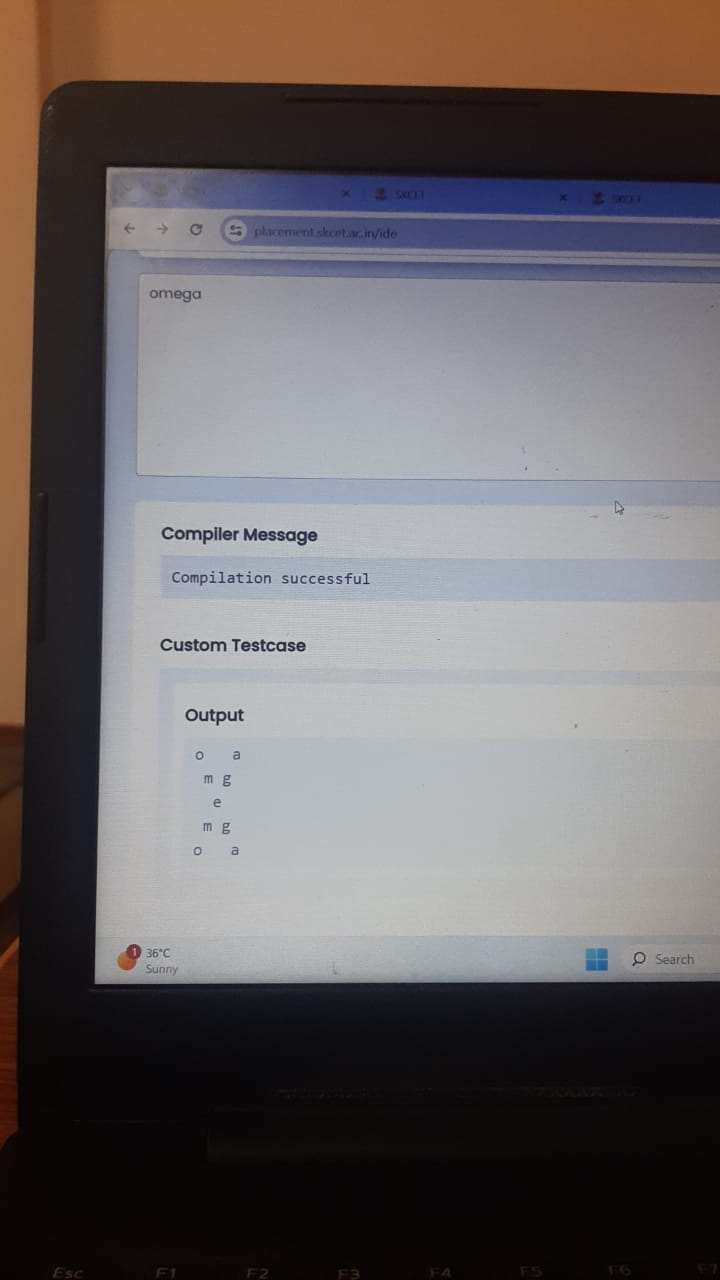 SKCET SKCET
placement.skcet.ac.in/ide
omega
Compiler Message
Compilation successful
Custom Testcase
Output
o   a
 m g
  e
 m g
o   a
1 36°C
Sunny
Search
Esc F1 F2 F3 F4 F5 F6 F7